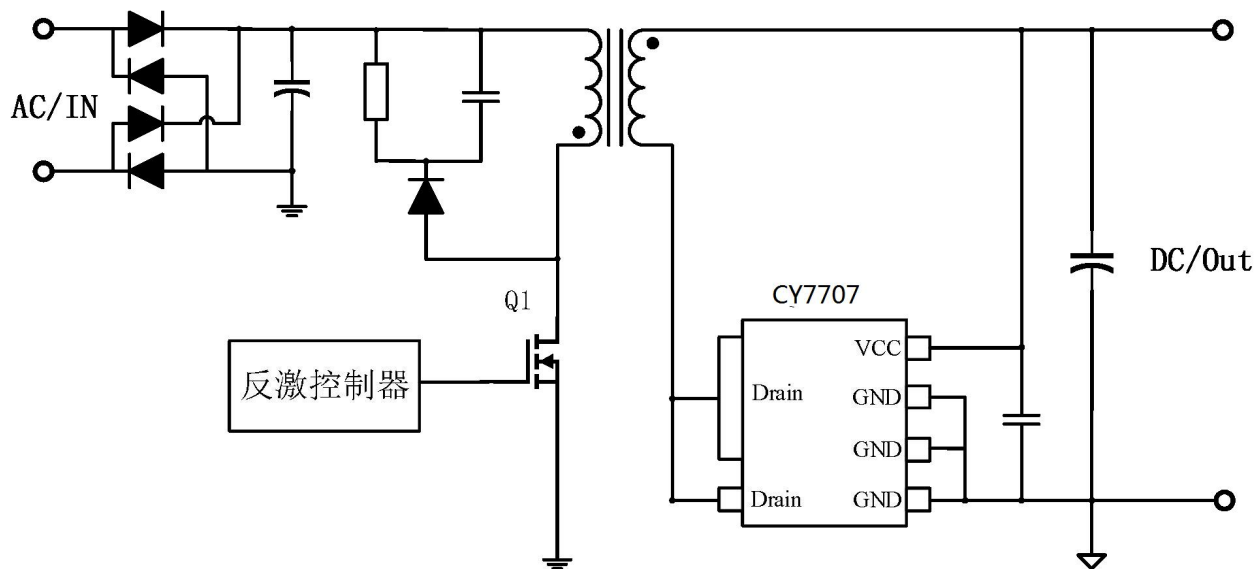 AC/IN
DC/Out
CY7707
Q1
VCC
反激控制器
Drain
GND
GND
Drain
GND